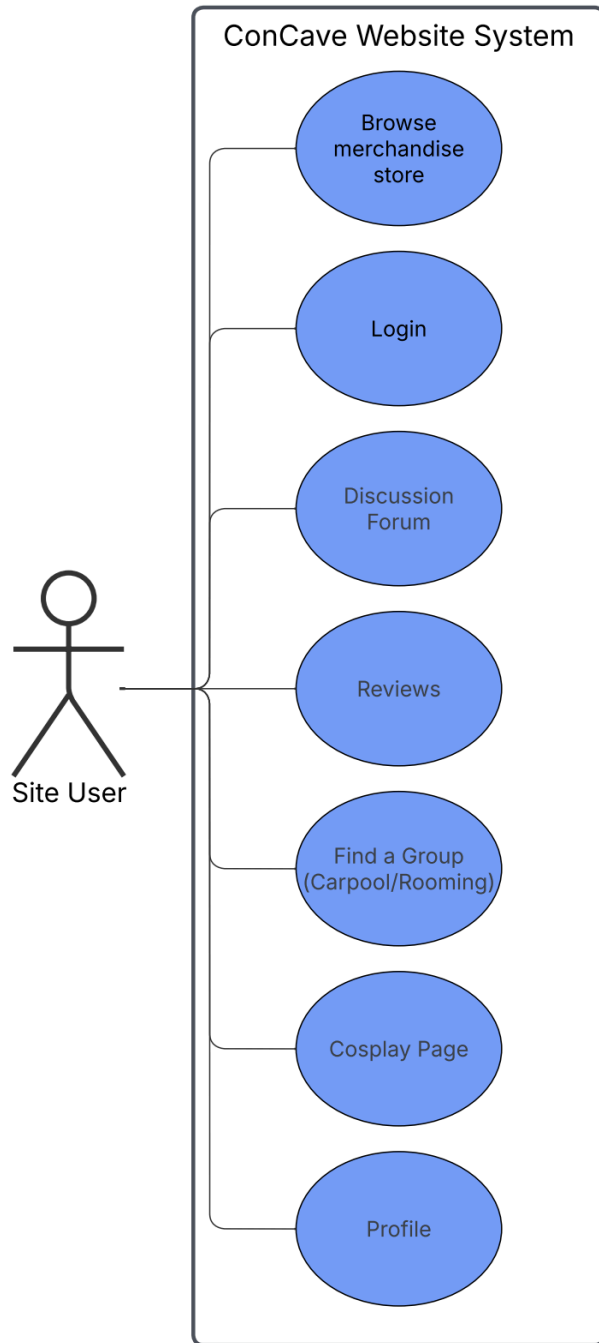 ConCave Website System
Browse
merchandise
store
Login
Discussion
Forum
Reviews
Site User
Find a Group
(Carpool/Rooming)
Cosplay Page
Profile